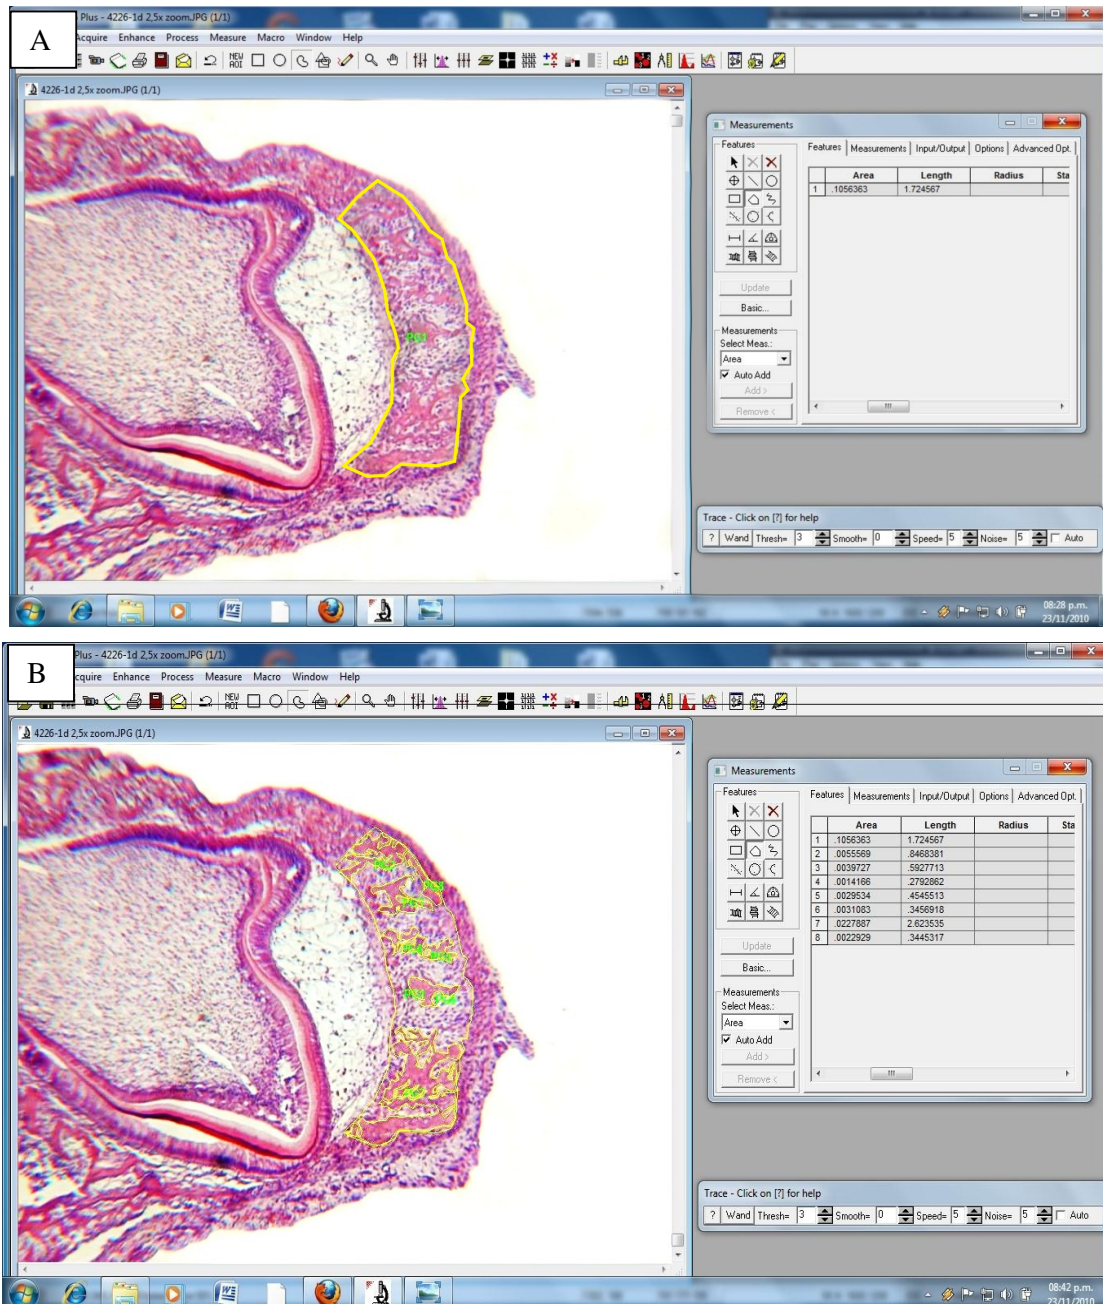 A
Plus - 4226-1d 2,5x zoom.JPG (1/1)
Acquire Enhance Process Measure Macro Window Help
NEW AOI
4226-1d 2,5x zoom.JPG (1/1)
Measurements
Features
Features Measurements Input/Output Options Advanced Opt.
Area Length Radius Sta
1 .1056363 1.724567
Update
Basic...
Measurements
Select Meas.:
Area
Auto Add
Add >
Remove <
Trace - Click on [?] for help
? Wand Thresh= 3 Smooth= 0 Speed= 5 Noise= 5 Auto
08:28 p.m.
23/11/2010
B
Plus - 4226-1d 2,5x zoom.JPG (1/1)
cquire Enhance Process Measure Macro Window Help
NEW AOI
4226-1d 2,5x zoom.JPG (1/1)
Measurements
Features
Features Measurements Input/Output Options Advanced Opt.
Area Length Radius Sta
1 .1056363 1.724567
2 .0055569 .8468381
3 .0039727 .5927713
4 .0014166 .2792862
5 .0029534 .4545513
6 .0031083 .3456918
7 .0227887 2.623535
8 .0022929 .3445317
Update
Basic...
Measurements
Select Meas.:
Area
Auto Add
Add >
Remove <
Trace - Click on [?] for help
? Wand Thresh= 3 Smooth= 0 Speed= 5 Noise= 5 Auto
08:42 p.m.
23/11/2010